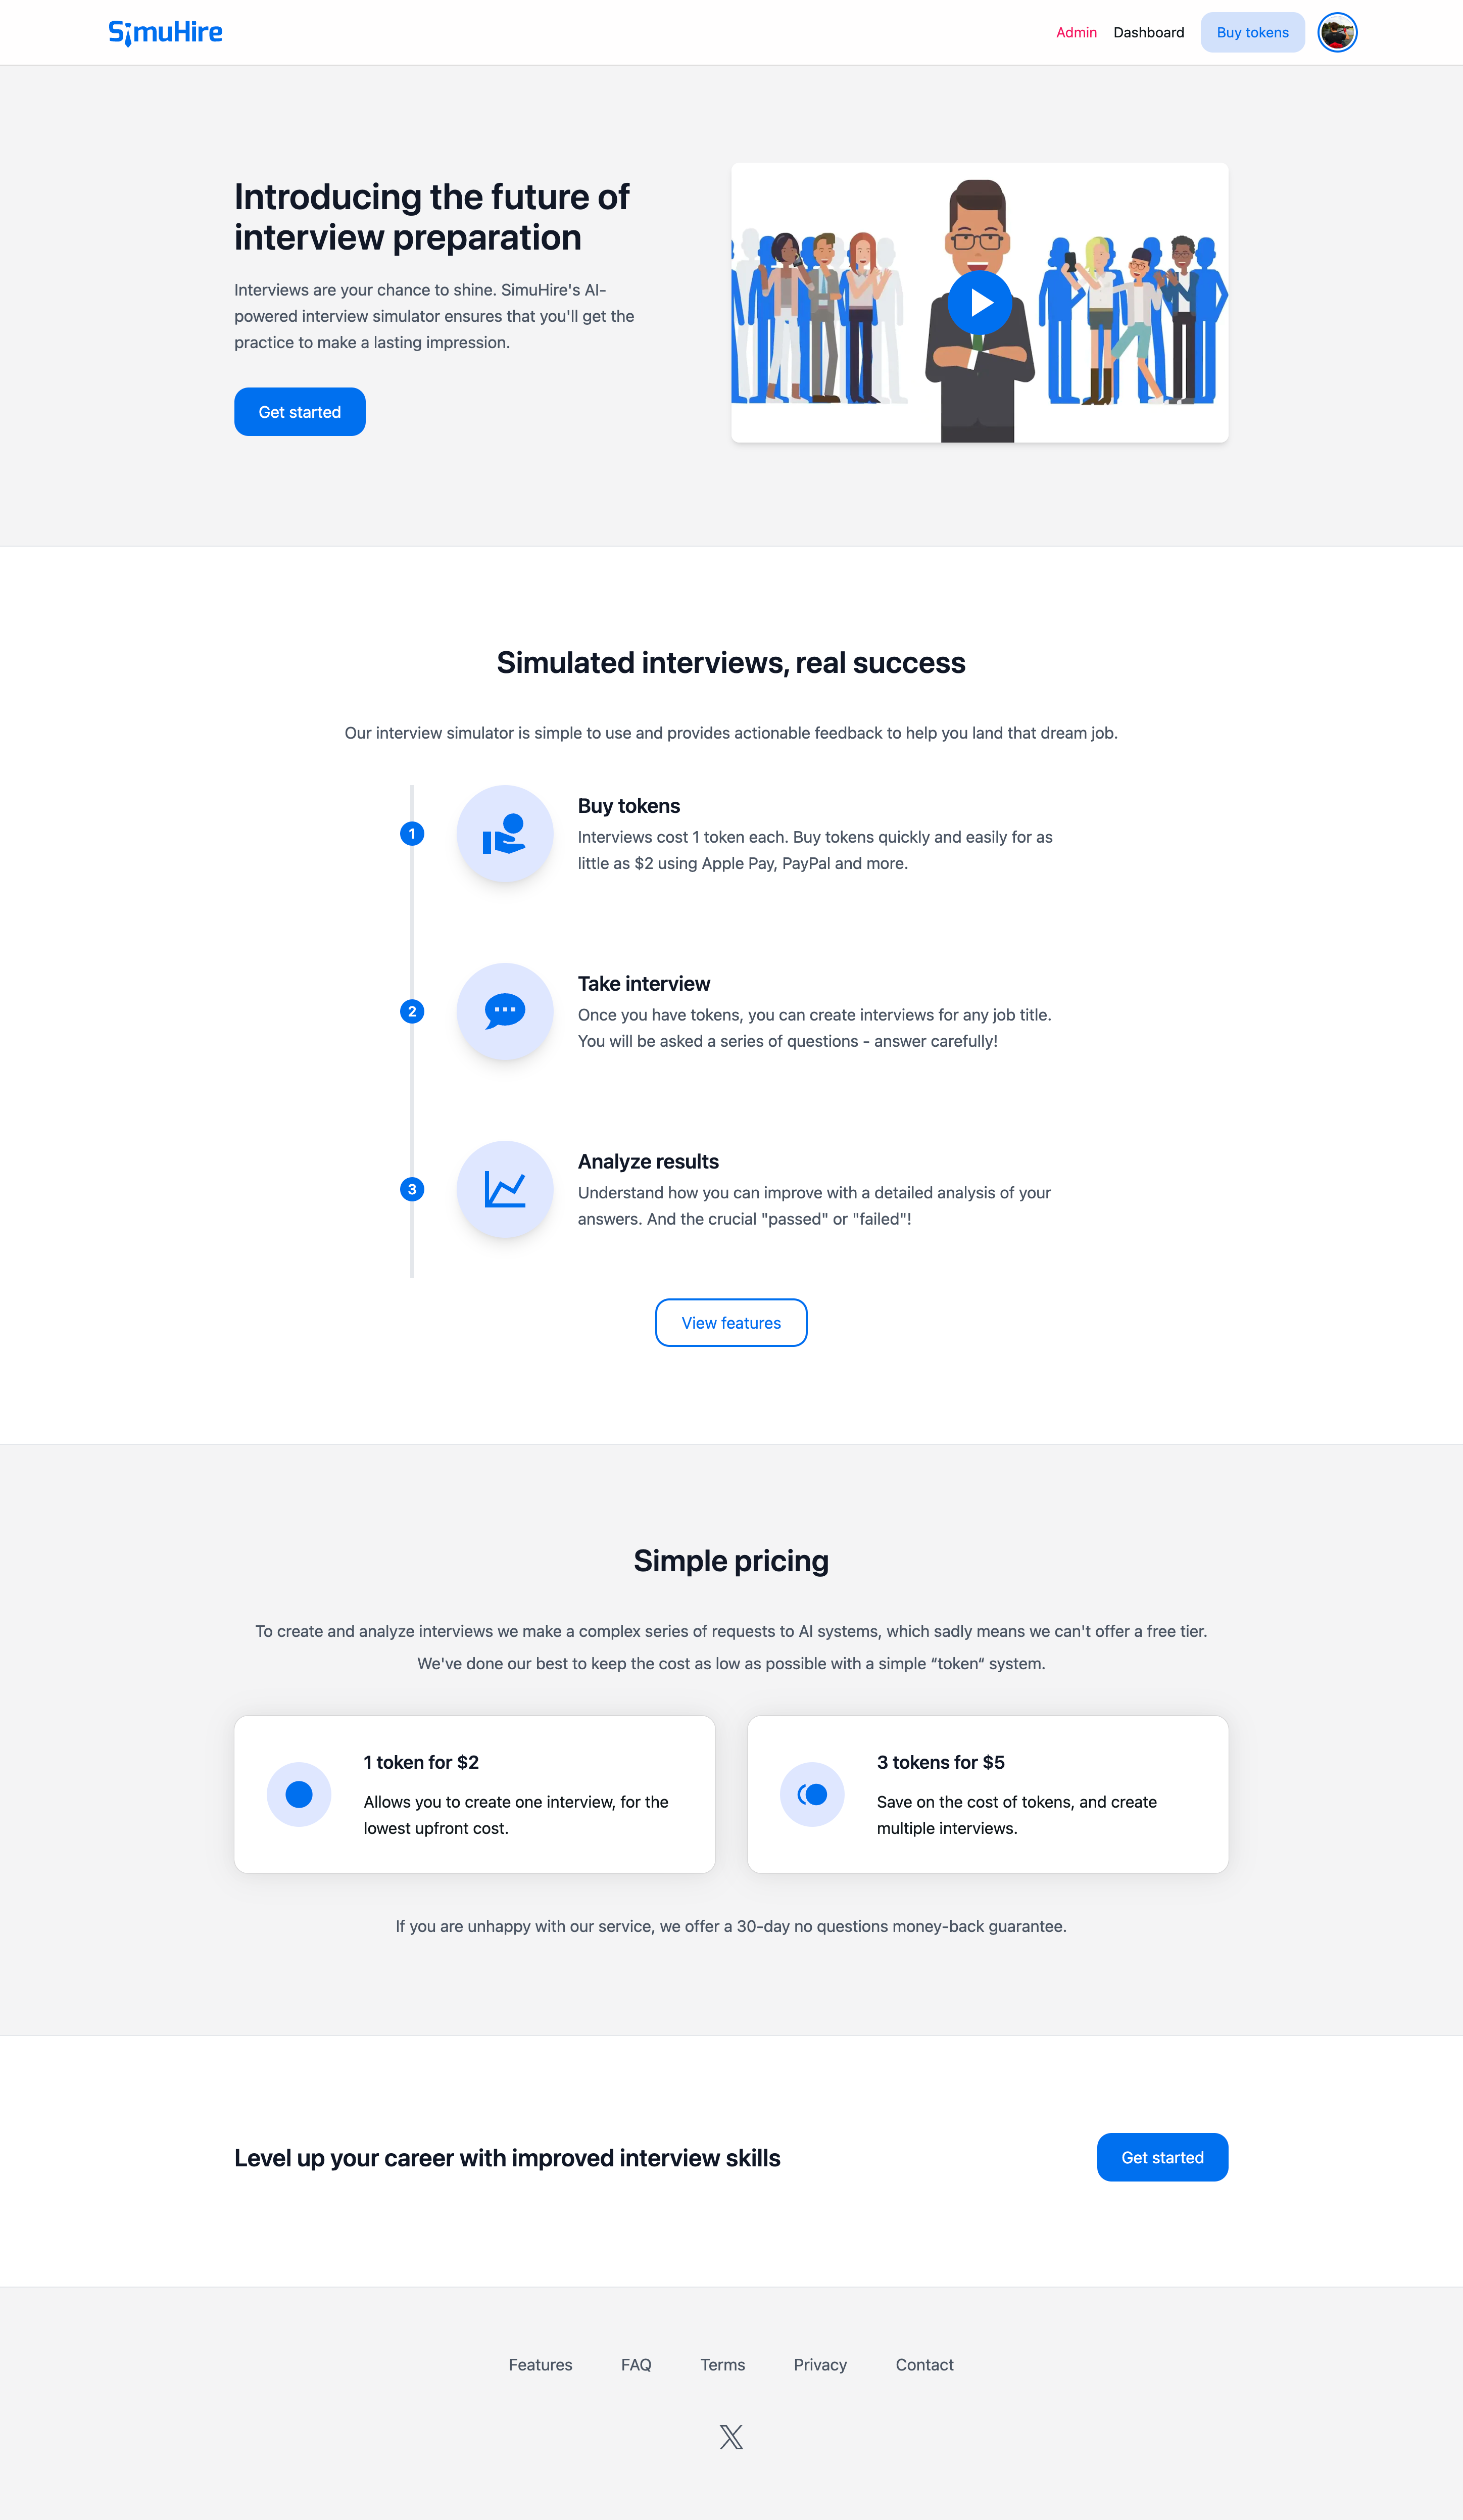 SimuHire
Admin
Dashboard
Buy tokens
Introducing the future of
interview preparation
Interviews are your chance to shine. SimuHire's AI-
powered interview simulator ensures that you'll get the
practice to make a lasting impression.
Get started
Simulated interviews, real success
Our interview simulator is simple to use and provides actionable feedback to help you land that dream job.
1
Buy tokens
Interviews cost 1 token each. Buy tokens quickly and easily for as
little as $2 using Apple Pay, PayPal and more.
2
Take interview
Once you have tokens, you can create interviews for any job title.
You will be asked a series of questions - answer carefully!
3
Analyze results
Understand how you can improve with a detailed analysis of your
answers. And the crucial "passed" or "failed"!
View features
Simple pricing
To create and analyze interviews we make a complex series of requests to AI systems, which sadly means we can't offer a free tier.
We've done our best to keep the cost as low as possible with a simple “token“ system.
1 token for $2
Allows you to create one interview, for the
lowest upfront cost.
3 tokens for $5
Save on the cost of tokens, and create
multiple interviews.
If you are unhappy with our service, we offer a 30-day no questions money-back guarantee.
Level up your career with improved interview skills
Get started
Features
FAQ
Terms
Privacy
Contact